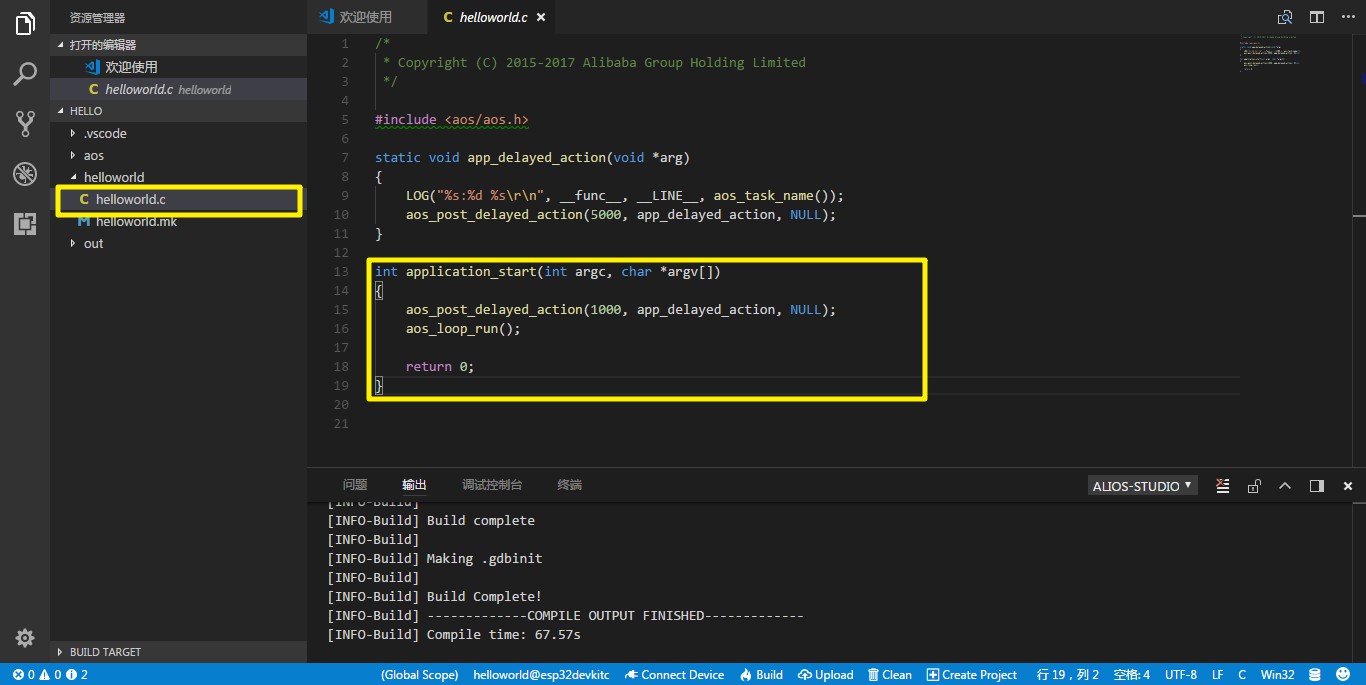 资源管理器
打开的编辑器
欢迎使用
C helloworld.c helloworld
HELLO
.vscode
aos
helloworld
C helloworld.c
M helloworld.mk
out
BUILD TARGET
欢迎使用
C helloworld.c ×
1 /*
2 * Copyright (C) 2015-2017 Alibaba Group Holding Limited
3 */
4
5 #include <aos/aos.h>
6
7 static void app_delayed_action(void *arg)
8 {
9 LOG("%s:%d %s\r\n", __func__, __LINE__, aos_task_name());
10 aos_post_delayed_action(5000, app_delayed_action, NULL);
11 }
12
13 int application_start(int argc, char *argv[])
14 {
15 aos_post_delayed_action(1000, app_delayed_action, NULL);
16 aos_loop_run();
17
18 return 0;
19 }
20
21
问题 输出 调试控制台 终端 ALIOS-STUDIO
[INFO-Build]
[INFO-Build] Build complete
[INFO-Build]
[INFO-Build] Making .gdbinit
[INFO-Build]
[INFO-Build] Build Complete!
[INFO-Build] -------------COMPILE OUTPUT FINISHED-------------
[INFO-Build] Compile time: 67.57s
0 0 2 (Global Scope) helloworld@esp32devkitc Connect Device Build Upload Clean Create Project 行 19，列 2 空格: 4 UTF-8 LF C Win32